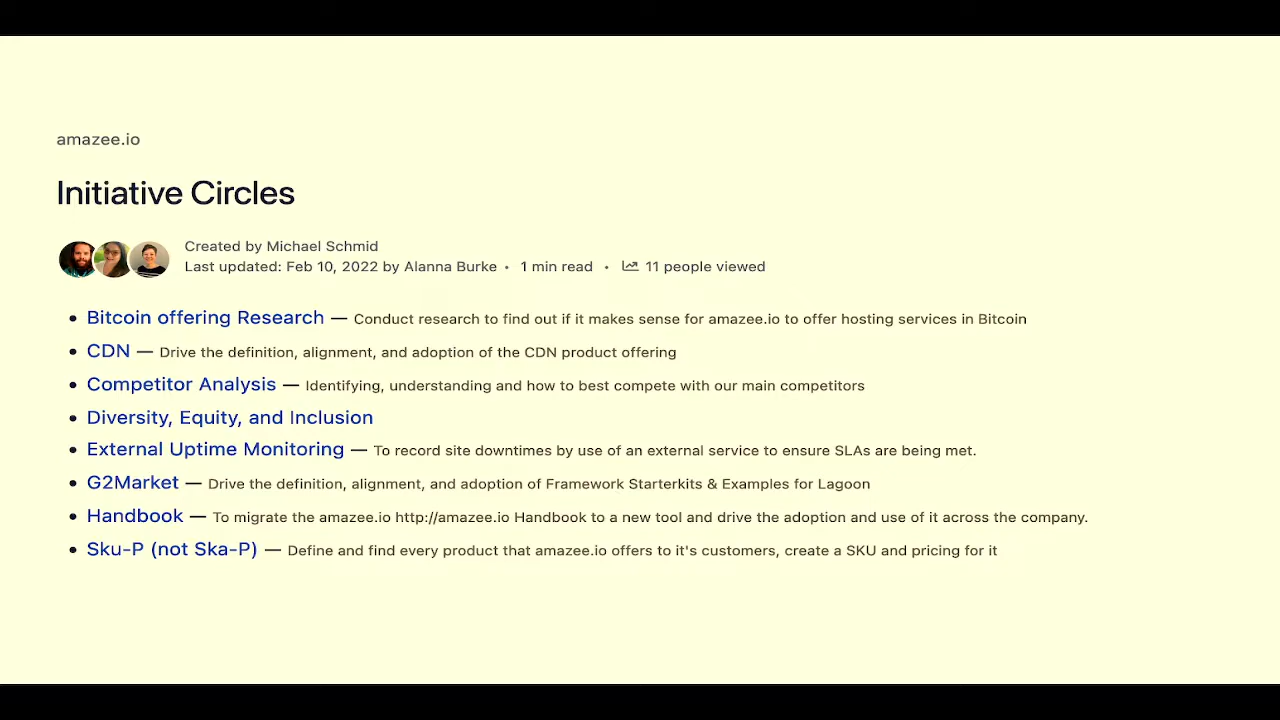 amazee.io
Initiative Circles
Created by Michael Schmid
Last updated: Feb 10, 2022 by Alanna Burke • 1 min read • 11 people viewed
• Bitcoin offering Research — Conduct research to find out if it makes sense for amazee.io to offer hosting services in Bitcoin
• CDN — Drive the definition, alignment, and adoption of the CDN product offering
• Competitor Analysis — Identifying, understanding and how to best compete with our main competitors
• Diversity, Equity, and Inclusion
• External Uptime Monitoring — To record site downtimes by use of an external service to ensure SLAs are being met.
• G2Market — Drive the definition, alignment, and adoption of Framework Starterkits & Examples for Lagoon
• Handbook — To migrate the amazee.io http://amazee.io Handbook to a new tool and drive the adoption and use of it across the company.
• Sku-P (not Ska-P) — Define and find every product that amazee.io offers to it's customers, create a SKU and pricing for it